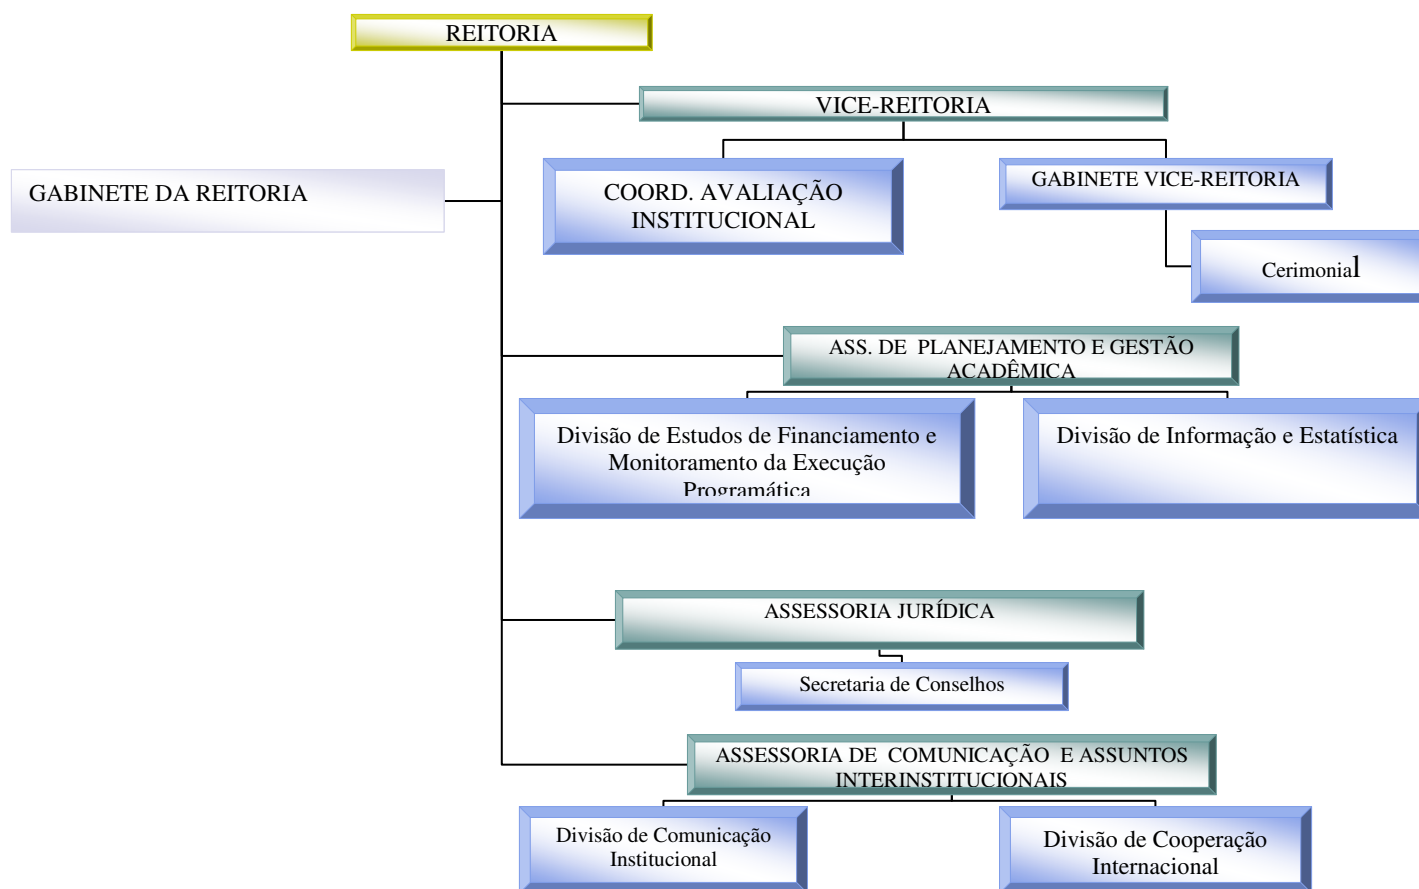 REITORIA
VICE-REITORIA
GABINETE DA REITORIA
COORD. AVALIAÇÃO
INSTITUCIONAL
GABINETE VICE-REITORIA
Cerimonial
ASS. DE PLANEJAMENTO E GESTÃO
ACADÊMICA
Divisão de Estudos de Financiamento e
Monitoramento da Execução
Programática
Divisão de Informação e Estatística
ASSESSORIA JURÍDICA
Secretaria de Conselhos
ASSESSORIA DE COMUNICAÇÃO E ASSUNTOS
INTERINSTITUCIONAIS
Divisão de Comunicação
Institucional
Divisão de Cooperação
Internacional